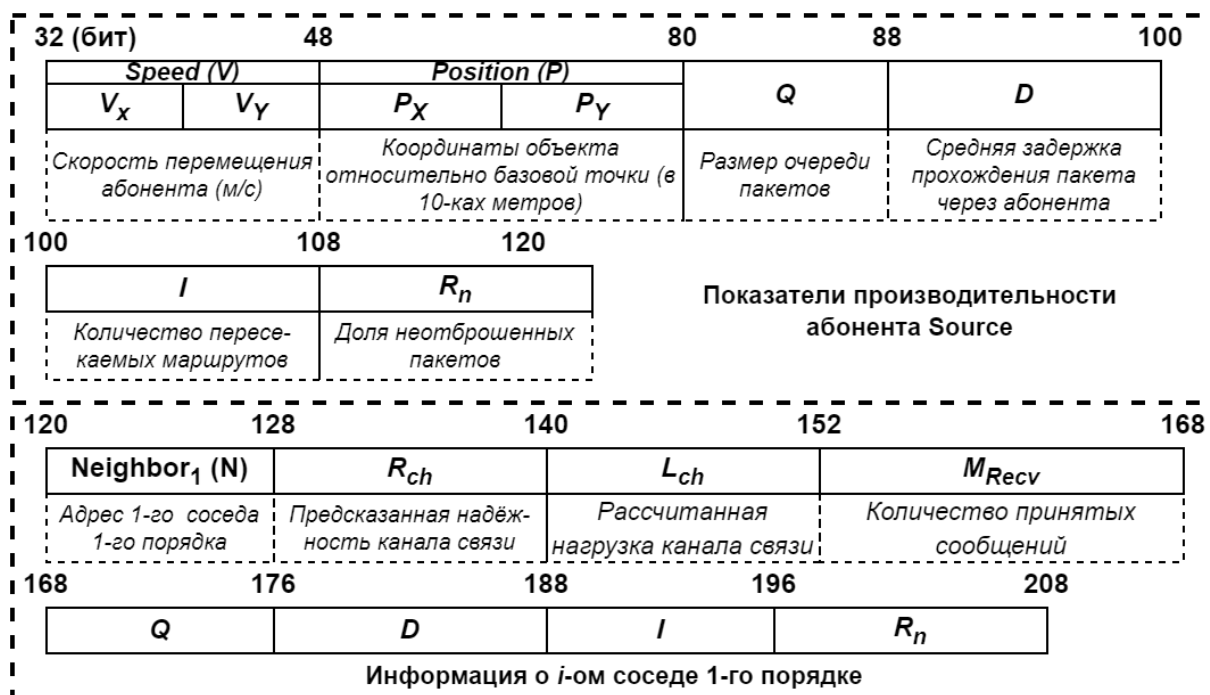 32 (бит) 48 80 88 100
Speed (V) Position (P)
Vx VY PX PY Q D
Скорость перемещения абонента (м/с)
Координаты объекта относительно базовой точки (в 10-ках метров)
Размер очереди пакетов
Средняя задержка прохождения пакета через абонента
100 108 120
I Rn
Количество пересе-
каемых маршрутов
Доля неотброшенных
пакетов
Показатели производительности
абонента Source
120 128 140 152 168
Neighbor1 (N) Rch Lch MRecv
Адрес 1-го соседа
1-го порядка
Предсказанная надёж-
ность канала связи
Рассчитанная
нагрузка канала связи
Количество принятых
сообщений
168 176 188 196 208
Q D I Rn
Информация о i-ом соседе 1-го порядке